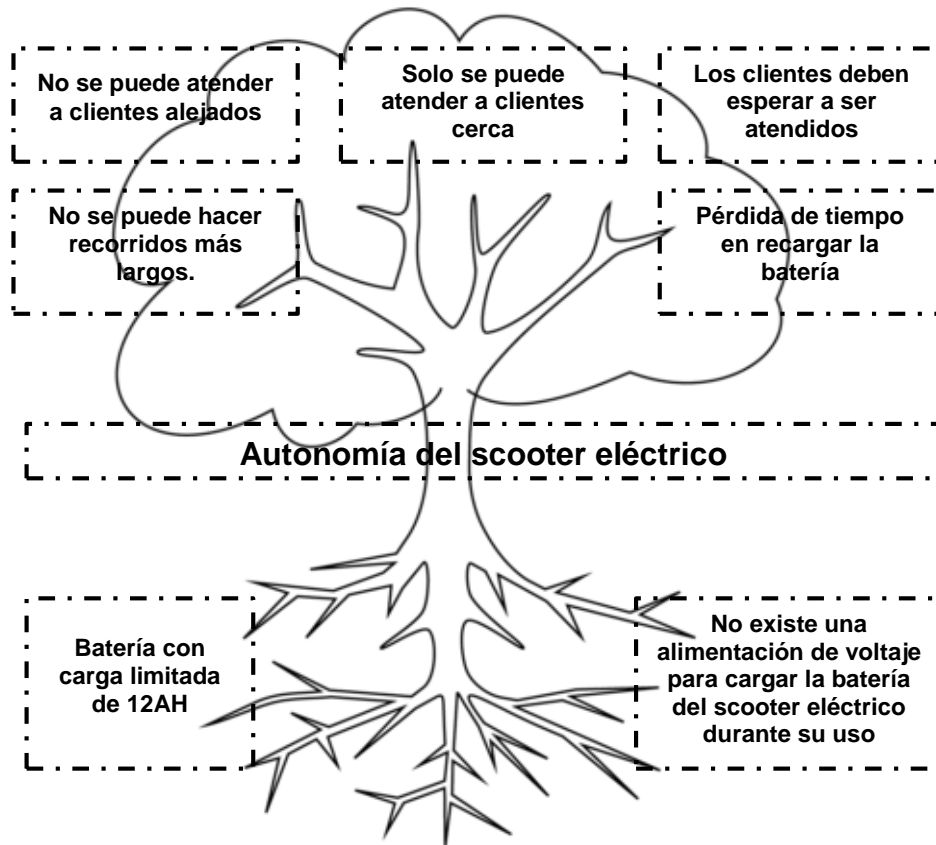 No se puede atender
a clientes alejados
Solo se puede
atender a clientes
cerca
Los clientes deben
esperar a ser
atendidos
No se puede hacer
recorridos más
largos.
Pérdida de tiempo
en recargar la
batería
Autonomía del scooter eléctrico
Batería con
carga limitada
de 12AH
No existe una
alimentación de voltaje
para cargar la batería
del scooter eléctrico
durante su uso